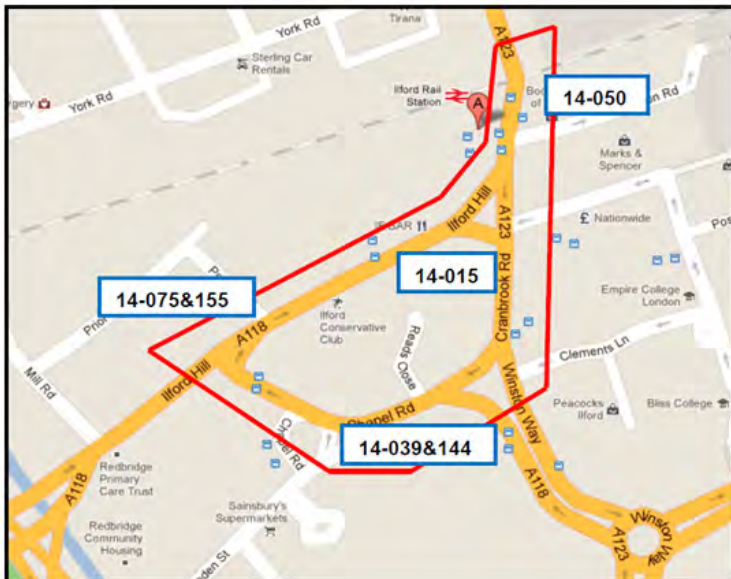 Tirana
York Rd
Sterling Car
Rentals
York Rd
A123
Ilford Rail
Station
A
14-050
Marks &
Spencer
Ilford Hill
A123
Nationwide
14-015
Cranbrook Rd
Empire College
London
14-075&155
Ilford
Conservative
Club
A118
Ilford Hill
Reads Close
Clements Ln
Mill Rd
Winston Way
Peacocks
Ilford
Bliss College
Chapel Rd
Chapel Rd
14-039&144
Redbridge
Primary
Care Trust
A118
A118
Sainsbury's
Supermarkets
Redbridge
Community
Housing
Winston Way
A123